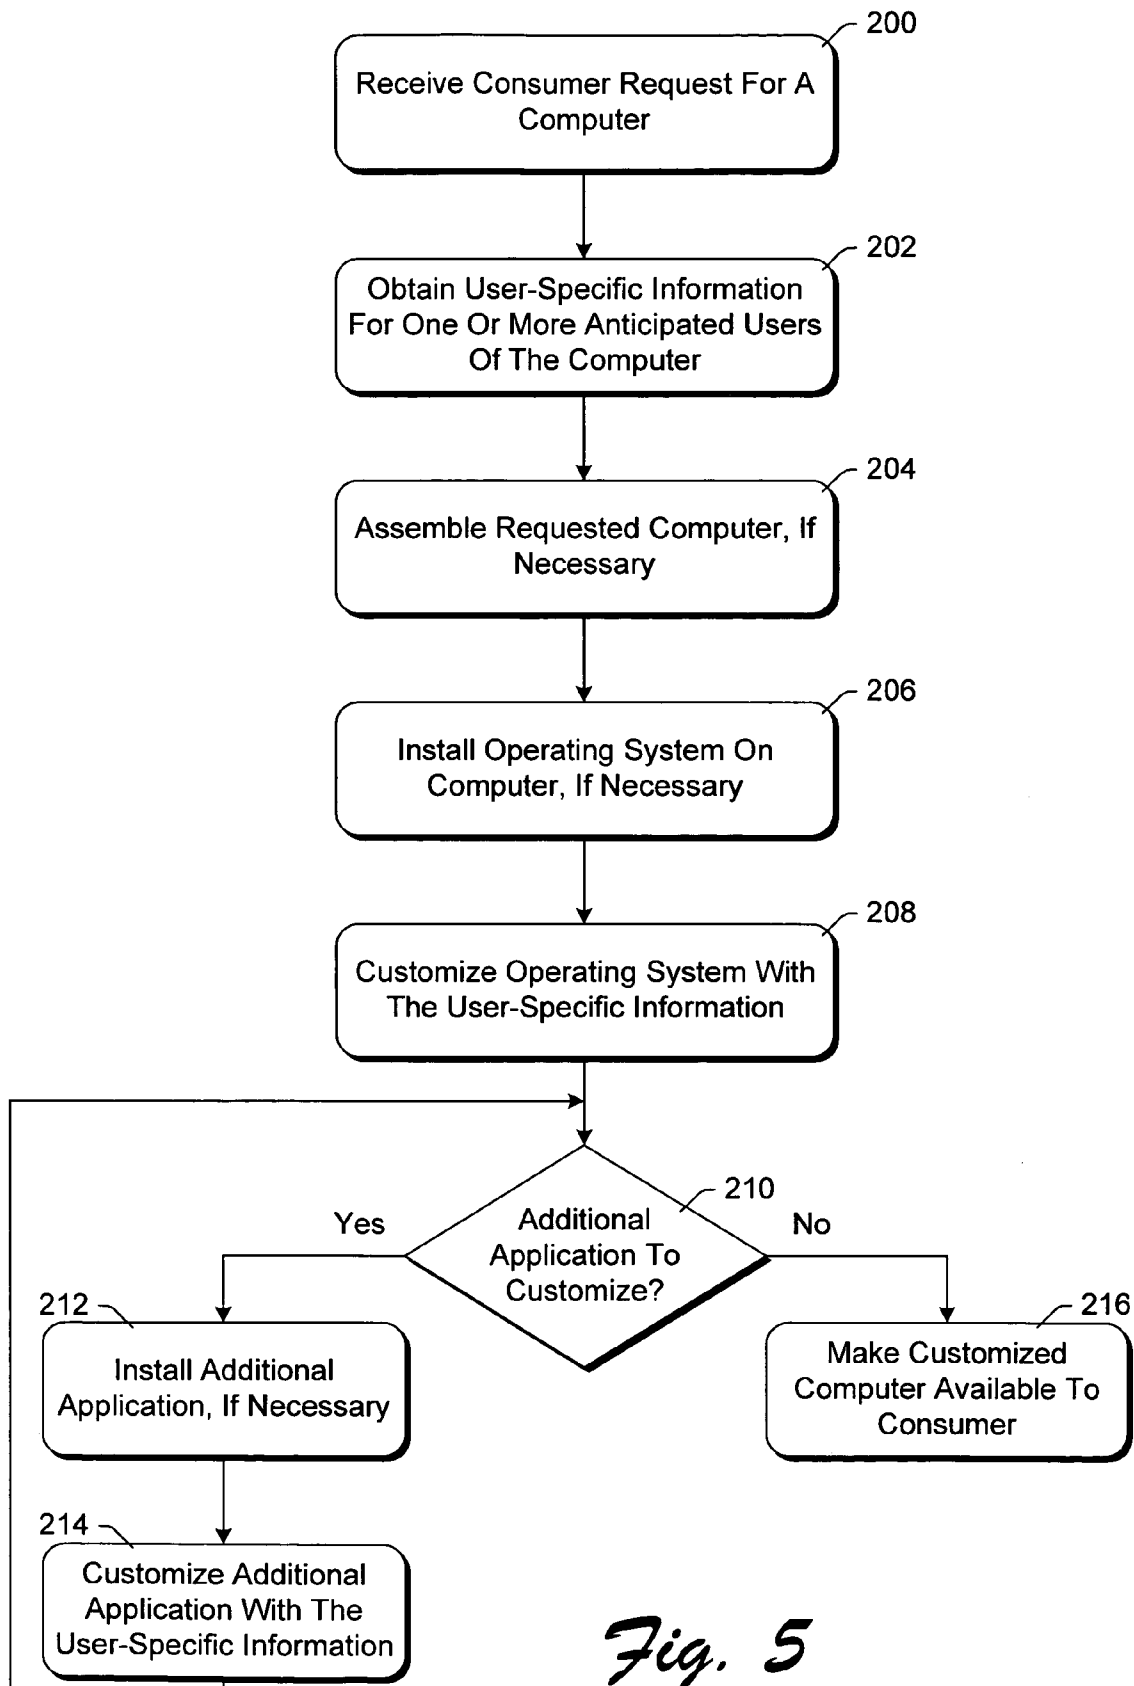 200
Receive Consumer Request For A
Computer
202
Obtain User-Specific Information
For One Or More Anticipated Users
Of The Computer
204
Assemble Requested Computer, If
Necessary
206
Install Operating System On
Computer, If Necessary
208
Customize Operating System With
The User-Specific Information
210
Additional
Application To
Customize?
Yes
No
212
Install Additional
Application, If Necessary
216
Make Customized
Computer Available To
Consumer
214
Customize Additional
Application With The
User-Specific Information
Fig. 5